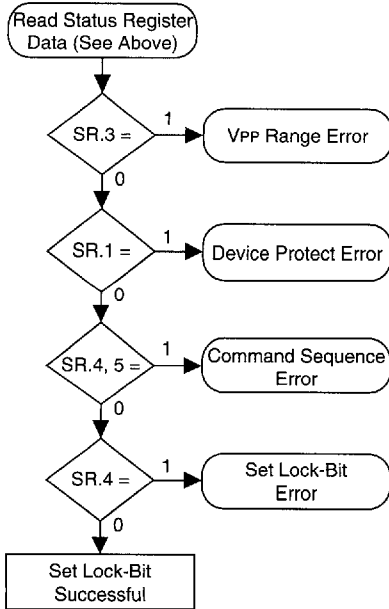 Read Status Register
Data (See Above)
SR.3 =
1
VPP Range Error
0
SR.1 =
1
Device Protect Error
0
SR.4, 5 =
1
Command Sequence
Error
0
SR.4 =
1
Set Lock-Bit
Error
0
Set Lock-Bit
Successful